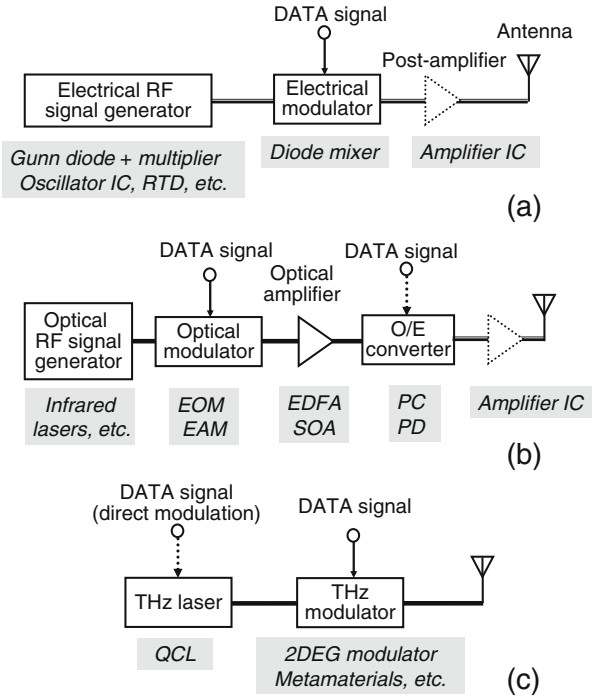 DATA signal
Antenna
Post-amplifier
Electrical RF
signal generator
Electrical
modulator
Gunn diode + multiplier
Oscillator IC, RTD, etc.
Diode mixer
Amplifier IC
(a)
DATA signal
DATA signal
Optical
amplifier
Optical
RF signal
generator
Optical
modulator
O/E
converter
Infrared
lasers, etc.
EOM
EAM
EDFA
SOA
PC
PD
Amplifier IC
(b)
DATA signal
(direct modulation)
DATA signal
THz laser
THz
modulator
QCL
2DEG modulator
Metamaterials, etc.
(c)